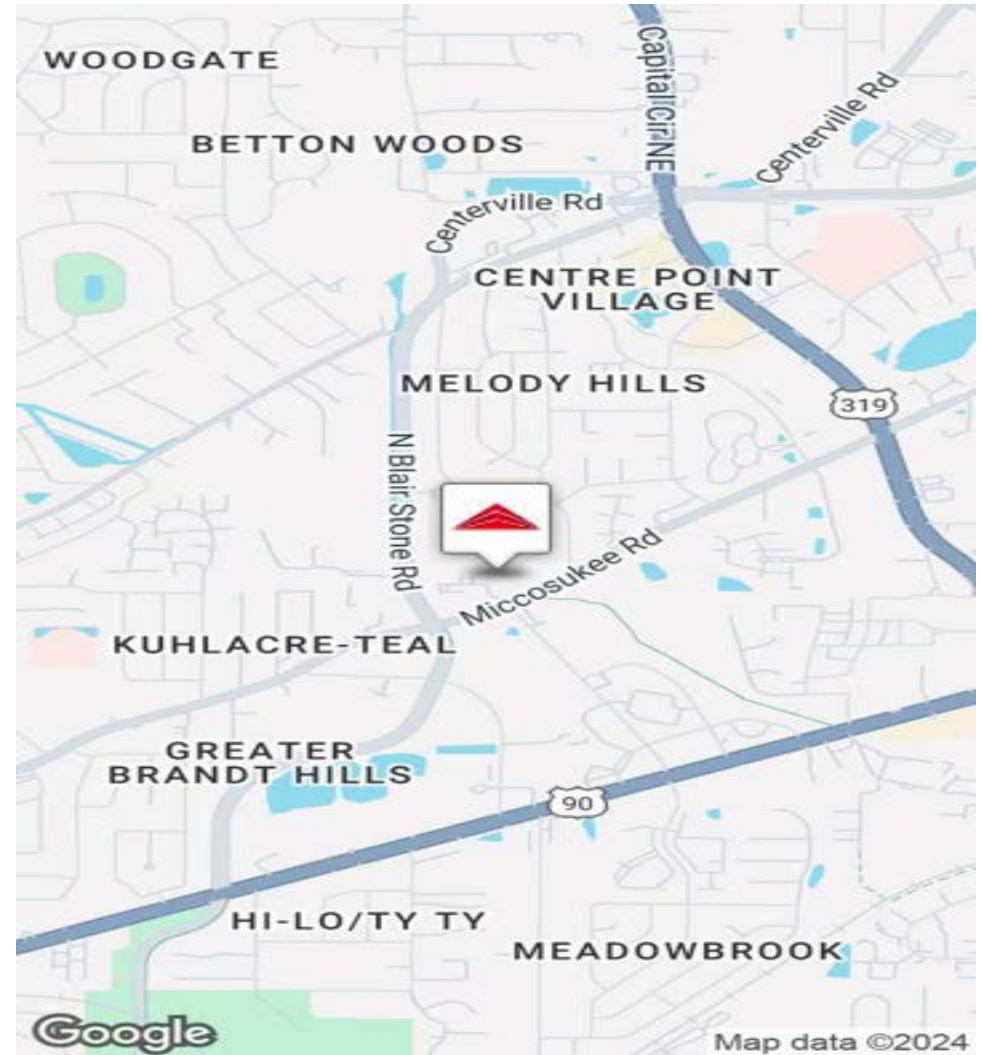 WOODGATE
Capital Cir NE
Centerville Rd
BETTON WOODS
Centerville Rd
CENTRE POINT
VILLAGE
MELODY HILLS
319
N Blair Stone Rd
Miccosukee Rd
KUHLACRE-TEAL
GREATER
BRANDT HILLS
90
HI-LO/TY TY
MEADOWBROOK
Google
Map data ©2024